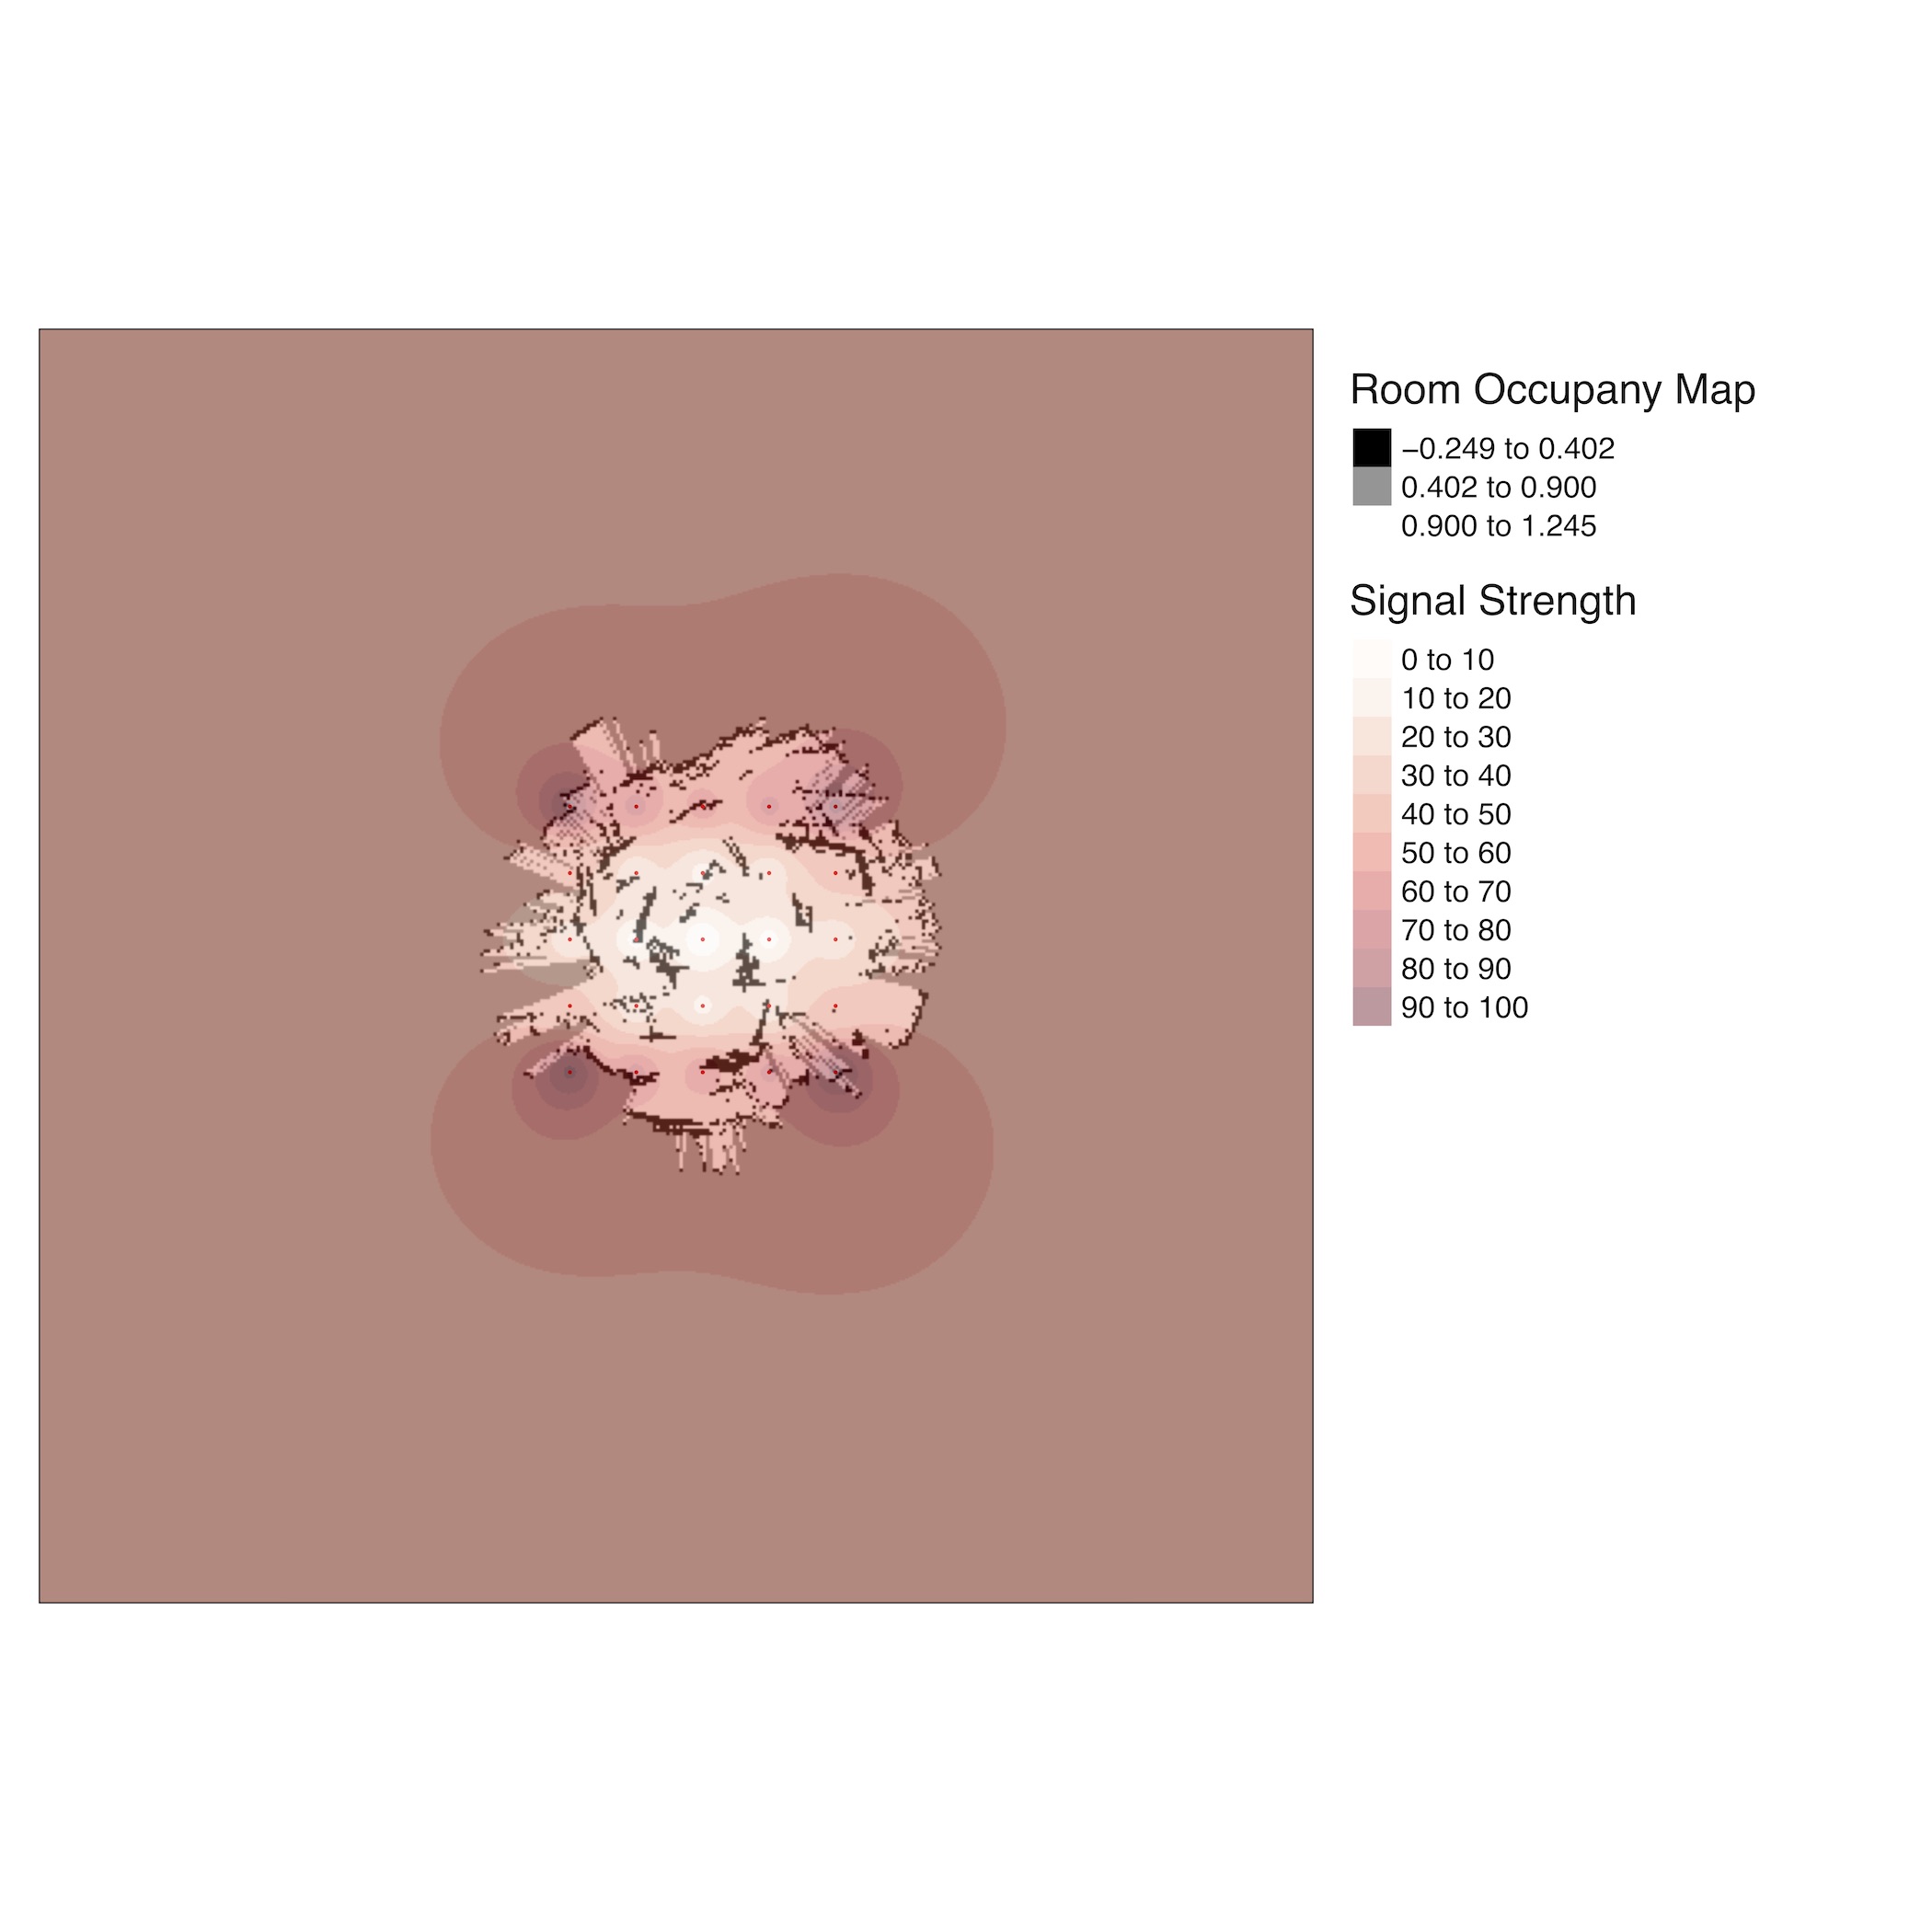 Room Occupany Map
−0.249 to 0.402
0.402 to 0.900
0.900 to 1.245
Signal Strength
0 to 10
10 to 20
20 to 30
30 to 40
40 to 50
50 to 60
60 to 70
70 to 80
80 to 90
90 to 100